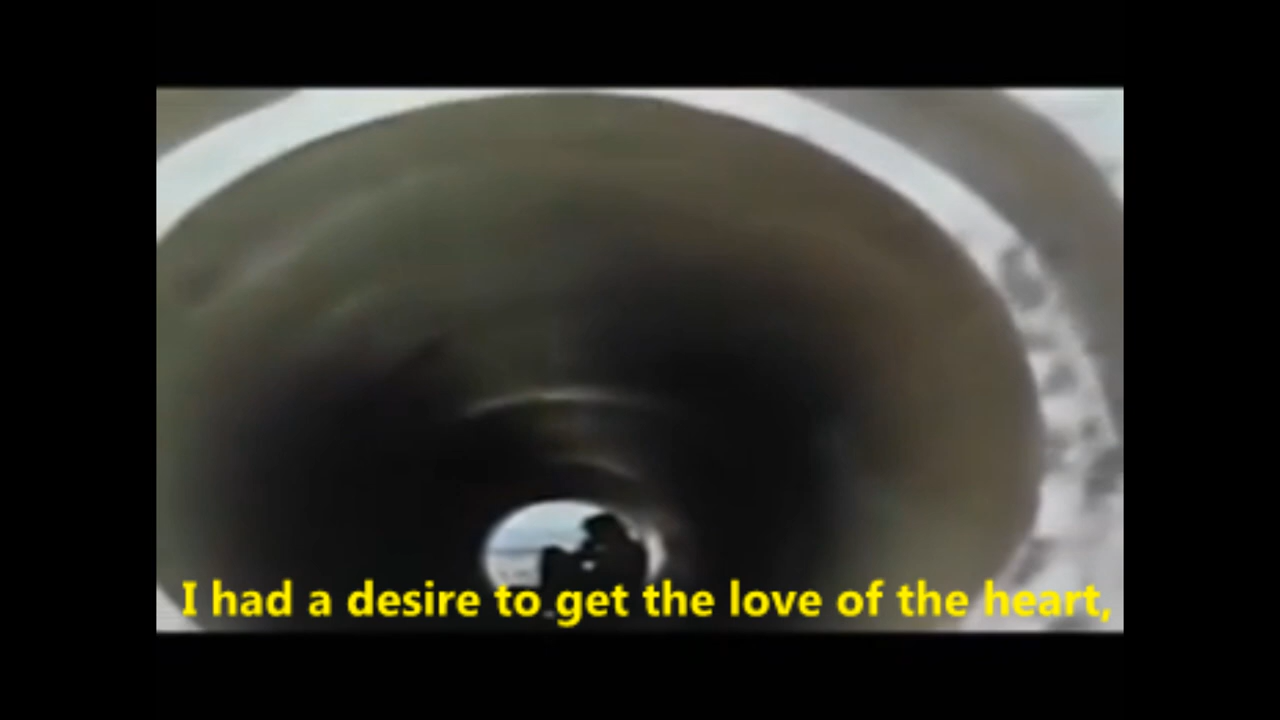 I had a desire to get the love of the heart,